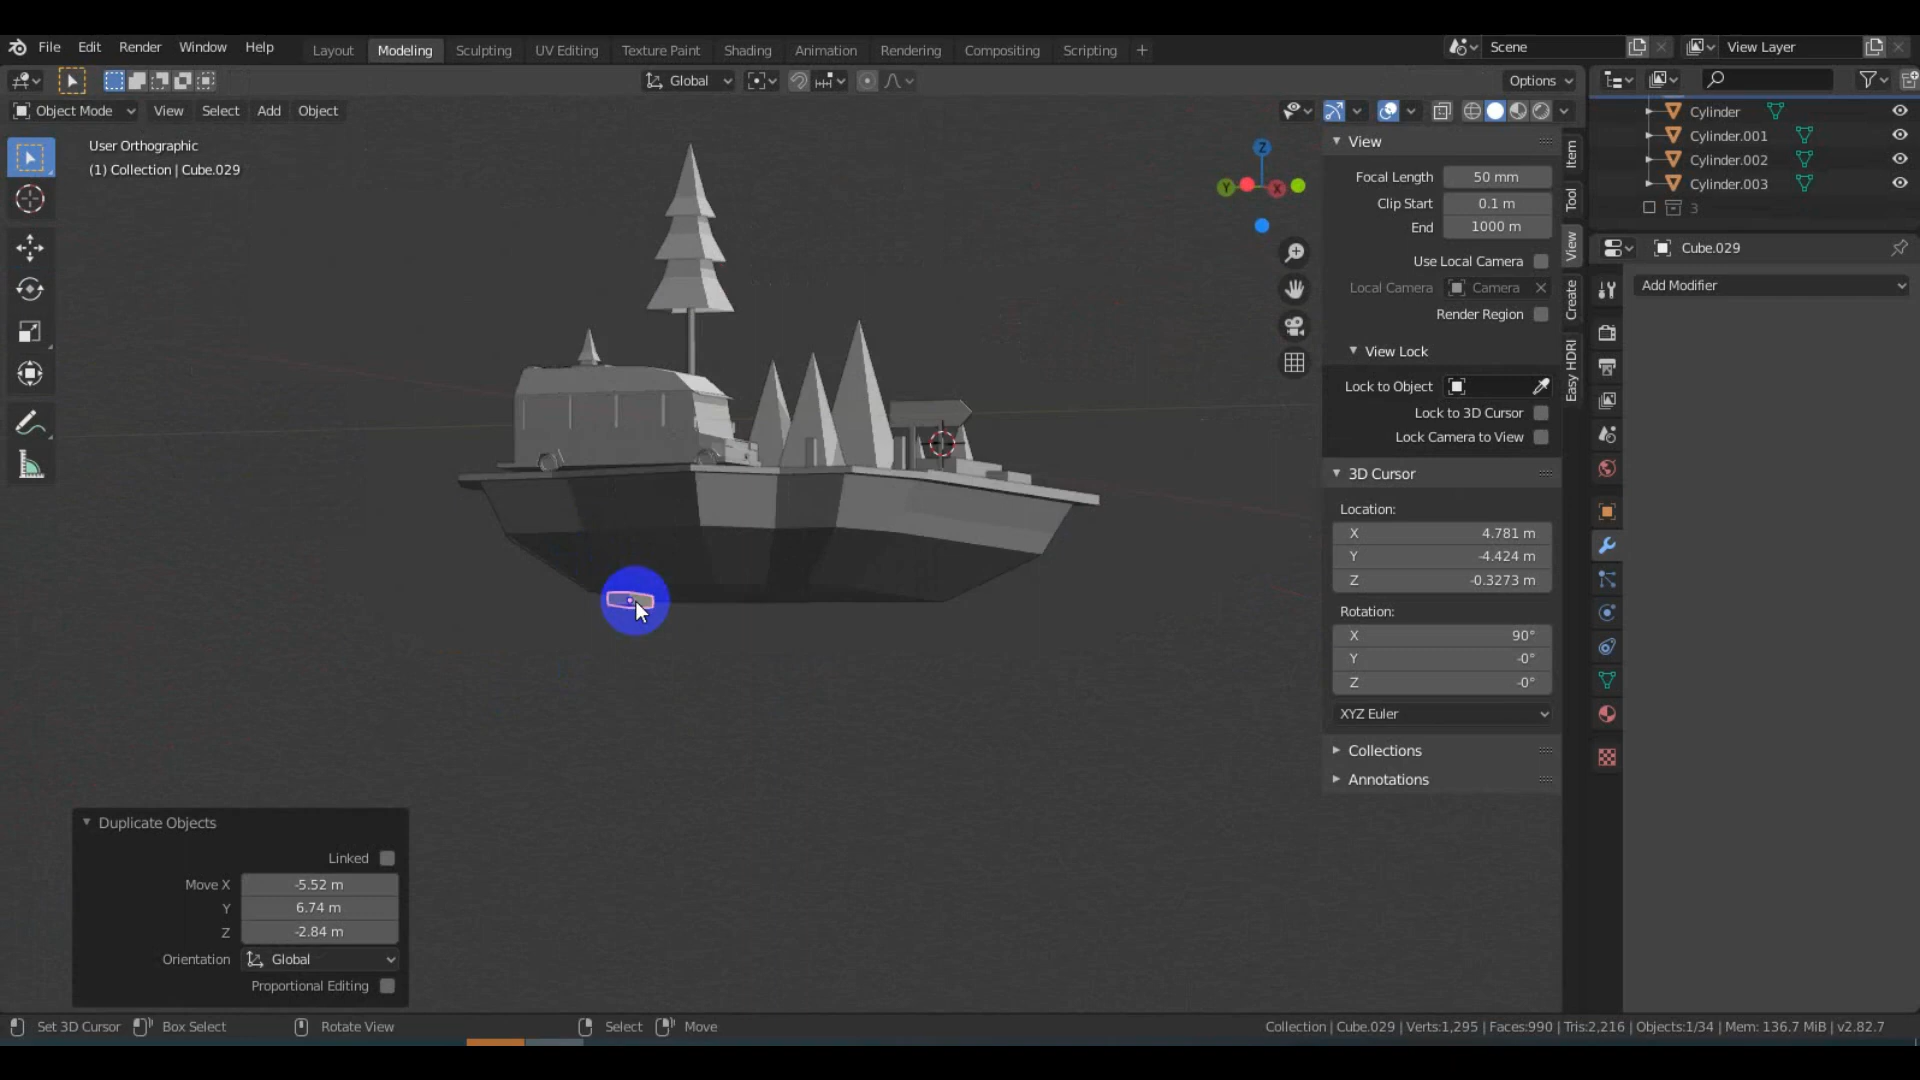 File Edit Render Window Help
Layout Modeling Sculpting UV Editing Texture Paint Shading Animation Rendering Compositing Scripting +
Scene
View Layer
Global
Options
Object Mode View Select Add Object
User Orthographic
(1) Collection | Cube.029
Z
Y
X
View
Focal Length 50 mm
Clip Start 0.1 m
End 1000 m
Use Local Camera
Local Camera Camera
Render Region
View Lock
Lock to Object
Lock to 3D Cursor
Lock Camera to View
3D Cursor
Location:
X 4.781 m
Y -4.424 m
Z -0.3273 m
Rotation:
X 90°
Y -0°
Z -0°
XYZ Euler
Collections
Annotations
Item
Tool
View
Create
Easy HDRI
Cylinder
Cylinder.001
Cylinder.002
Cylinder.003
3
Cube.029
Add Modifier
Duplicate Objects
Linked
Move X -5.52 m
Y 6.74 m
Z -2.84 m
Orientation Global
Proportional Editing
Set 3D Cursor Box Select Rotate View Select Move
Collection | Cube.029 | Verts:1,295 | Faces:990 | Tris:2,216 | Objects:1/34 | Mem: 136.7 MiB | v2.82.7